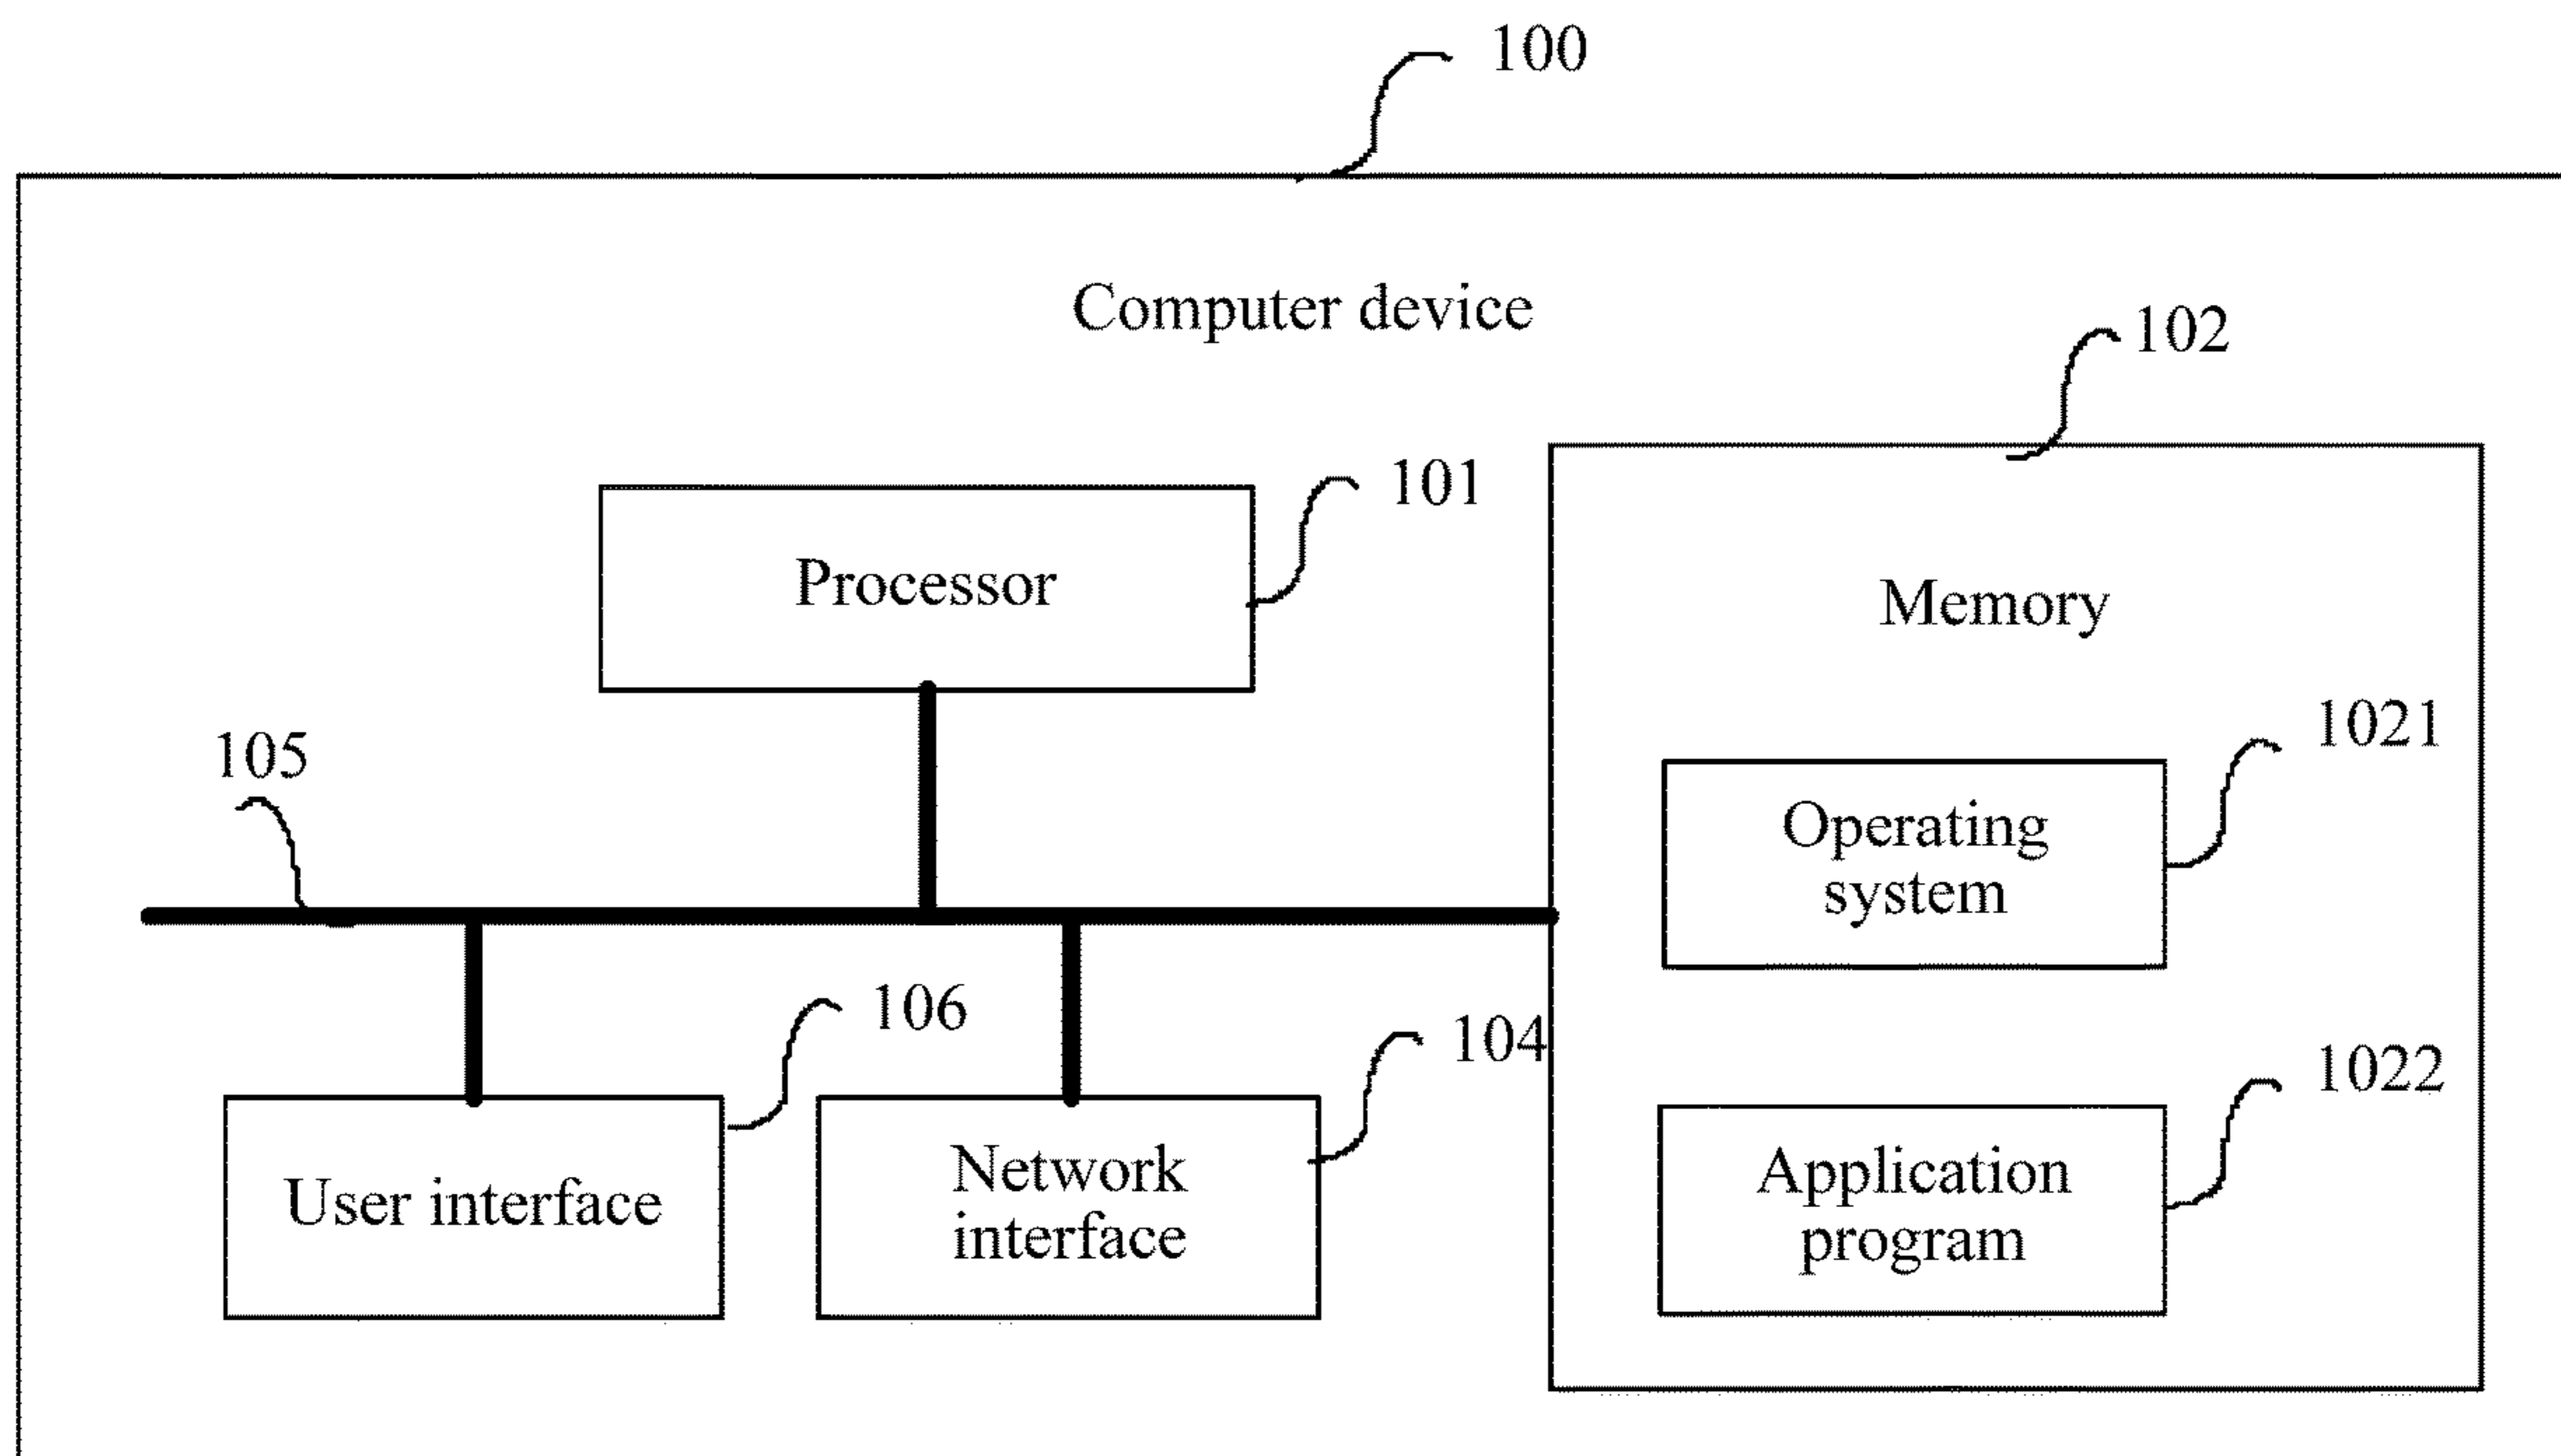 100
Computer device
102
101
Processor
Memory
105
1021
Operating
system
106
104
1022
User interface
Network
interface
Application
program